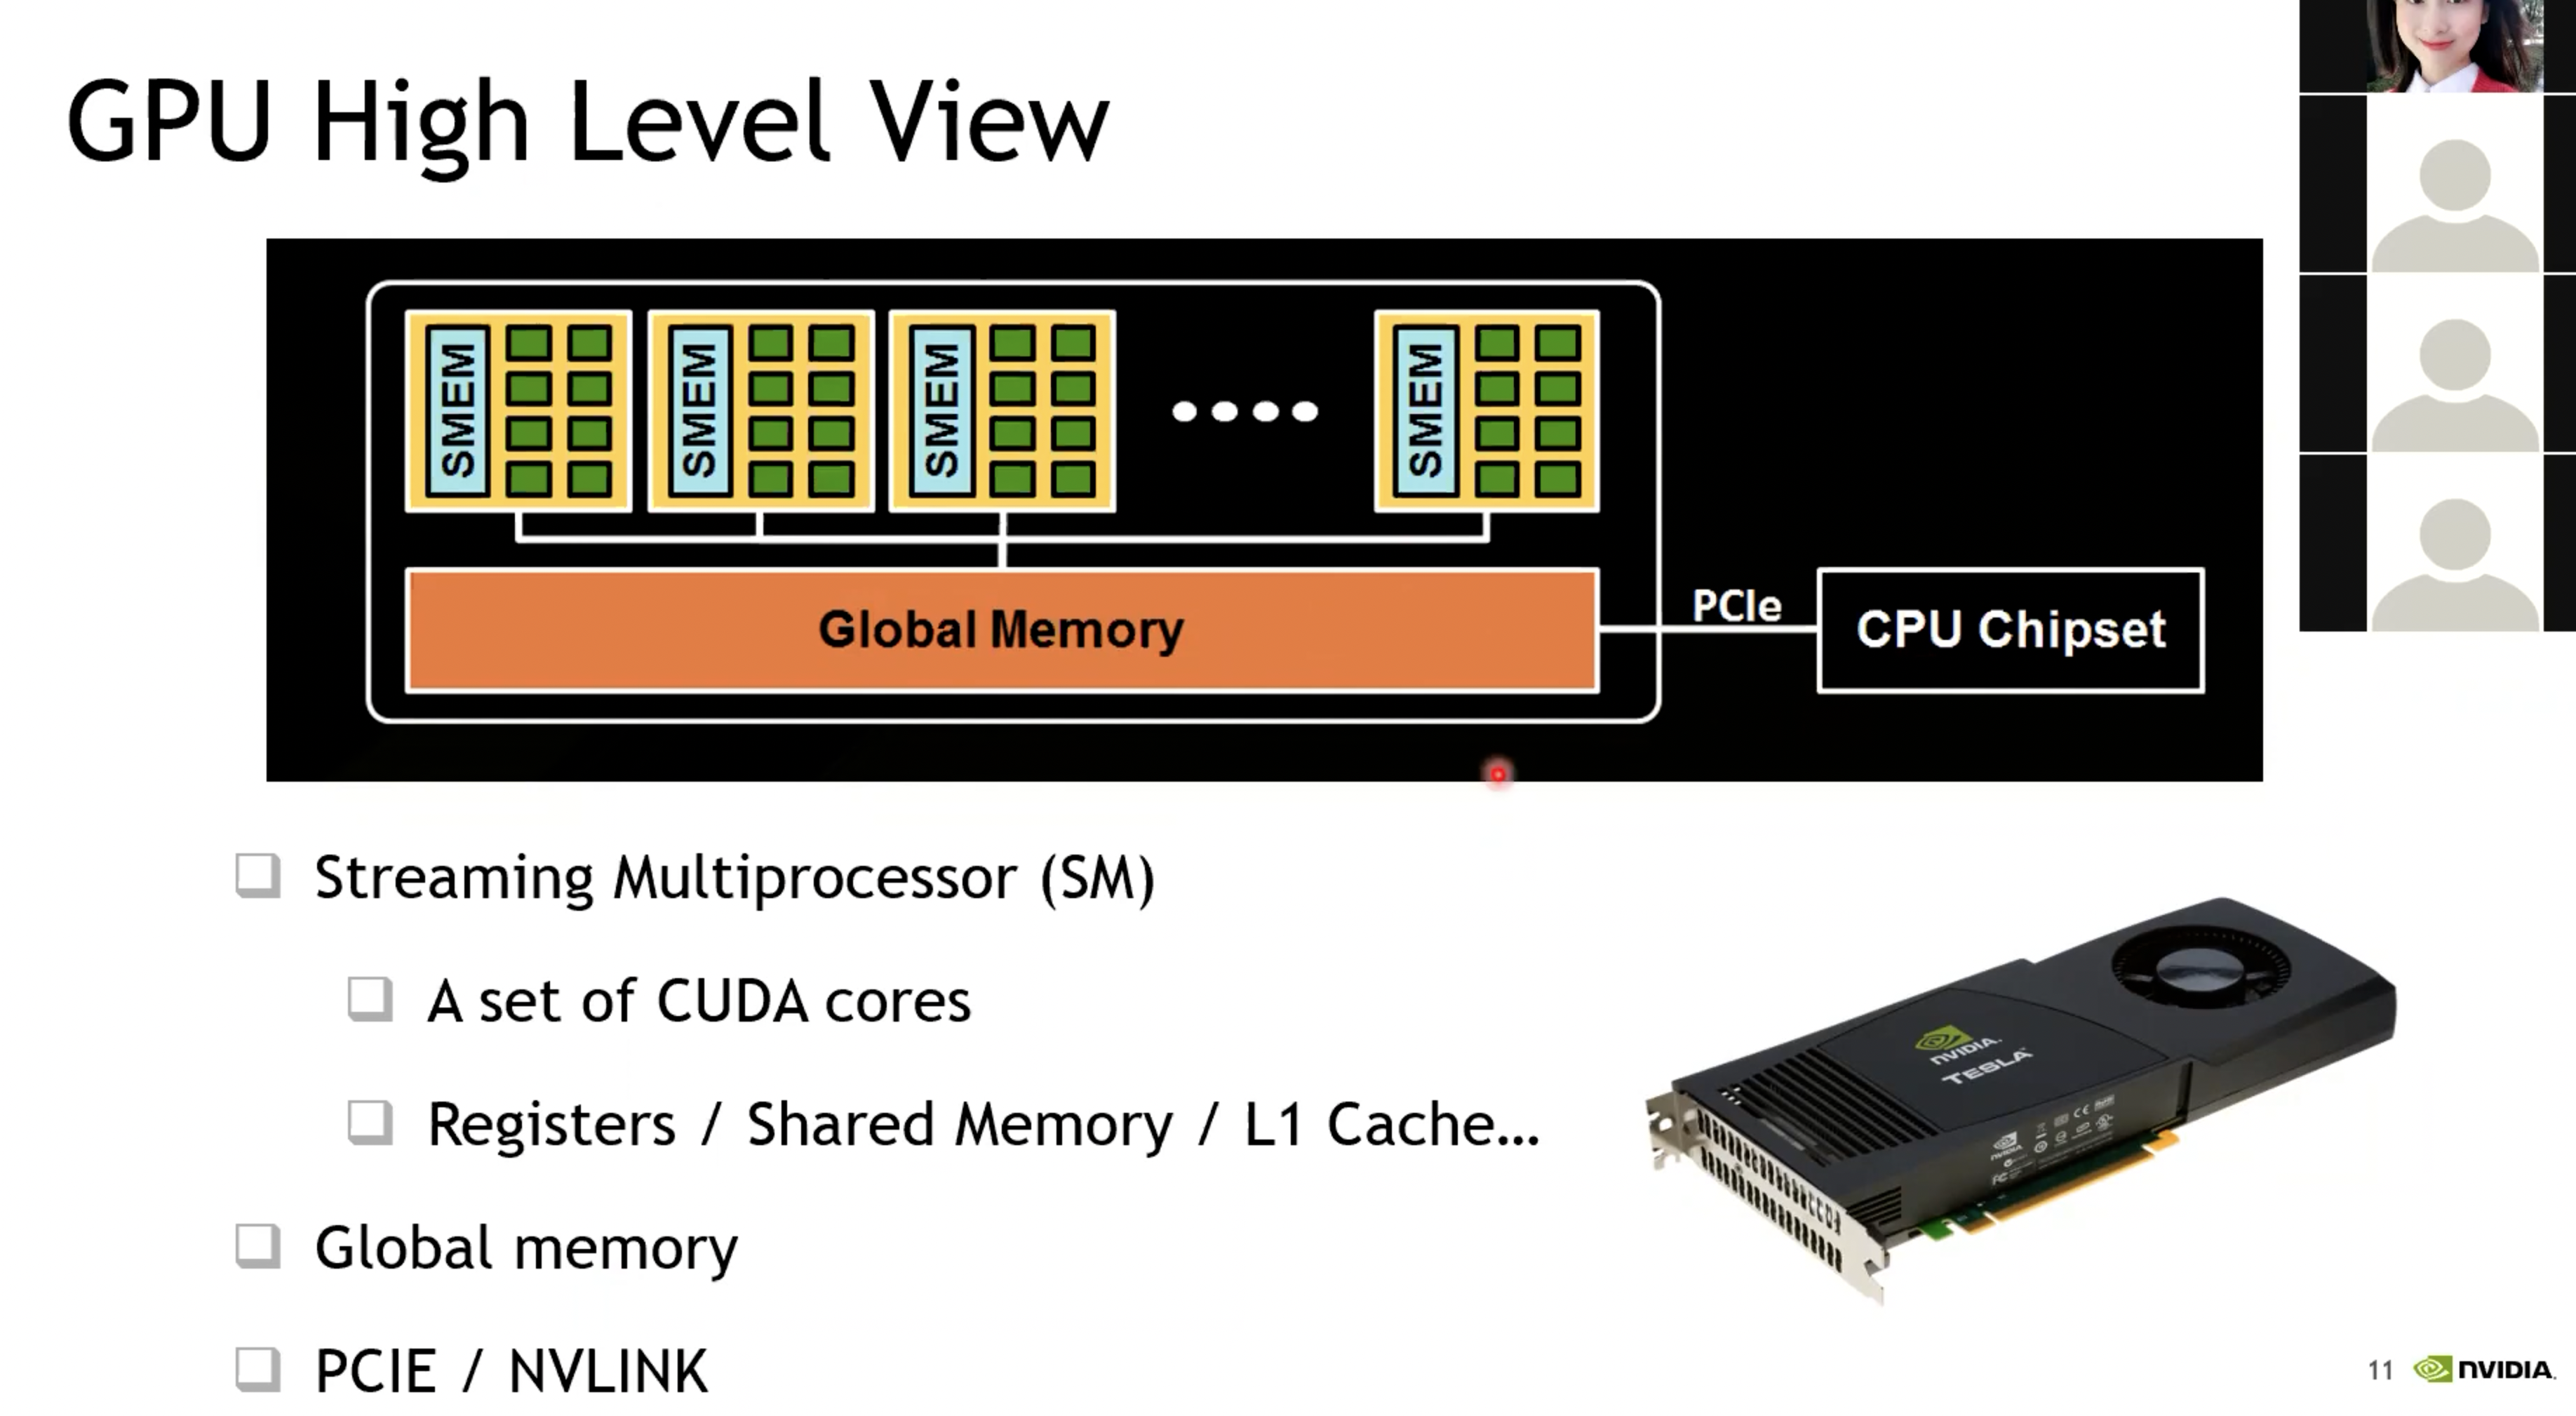 GPU High Level View
SMEM
SMEM
SMEM
SMEM
Global Memory
PCIe
CPU Chipset
Streaming Multiprocessor (SM)
A set of CUDA cores
Registers / Shared Memory / L1 Cache...
Global memory
PCIE / NVLINK
NVIDIA.
TESLA
11
NVIDIA.